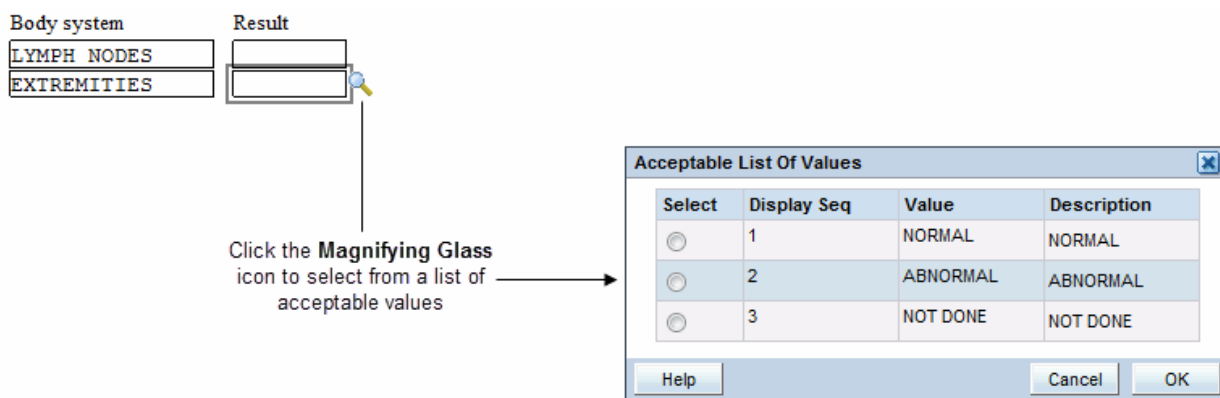 Body system Result
LYMPH NODES
EXTREMITIES
Click the Magnifying Glass
icon to select from a list of
acceptable values
Acceptable List Of Values
Select Display Seq Value Description
1 NORMAL NORMAL
2 ABNORMAL ABNORMAL
3 NOT DONE NOT DONE
Help Cancel OK